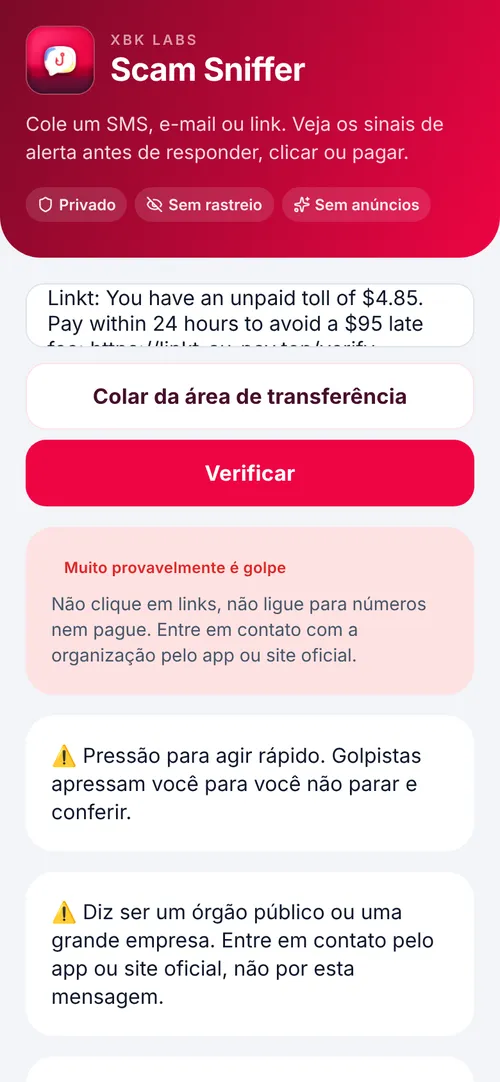 XBK LABS
Scam Sniffer
Cole um SMS, e-mail ou link. Veja os sinais de
alerta antes de responder, clicar ou pagar.
Privado
Sem rastreio
Sem anúncios
Linkt: You have an unpaid toll of $4.85.
Pay within 24 hours to avoid a $95 late
Colar da área de transferência
Verificar
Muito provavelmente é golpe
Não clique em links, não ligue para números
nem pague. Entre em contato com a
organização pelo app ou site oficial.
⚠️ Pressão para agir rápido. Golpistas
apressam você para você não parar e
conferir.
⚠️ Diz ser um órgão público ou uma
grande empresa. Entre em contato pelo
app ou site oficial, não por esta
mensagem.